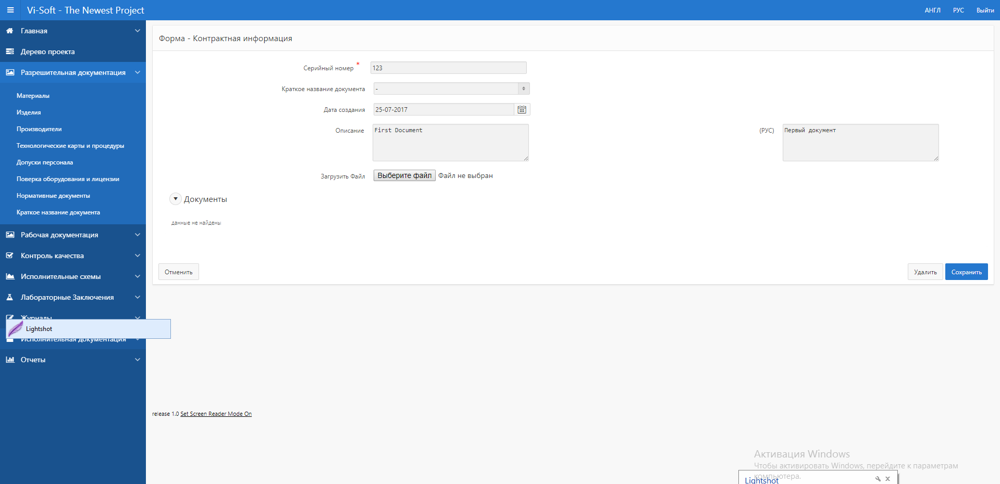 Vi-Soft - The Newest Project
АНГЛ РУС Выйти
Главная
Дерево проекта
Разрешительная документация
Материалы
Изделия
Производители
Технологические карты и процедуры
Допуски персонала
Поверка оборудования и лицензии
Нормативные документы
Краткое название документа
Рабочая документация
Контроль качества
Исполнительные схемы
Лабораторные Заключения
Журналы
Lightshot
Исполнительная документация
Отчеты
Форма - Контрактная информация
Серийный номер * 123
Краткое название документа -
Дата создания 25-07-2017
Описание First Document (РУС) Первый документ
Загрузить Файл Выберите файл Файл не выбран
Документы
данные не найдены
Отменить Удалить Сохранить
release 1.0 Set Screen Reader Mode On
Активация Windows
Чтобы активировать Windows, перейдите к параметрам
компьютера.
Lightshot